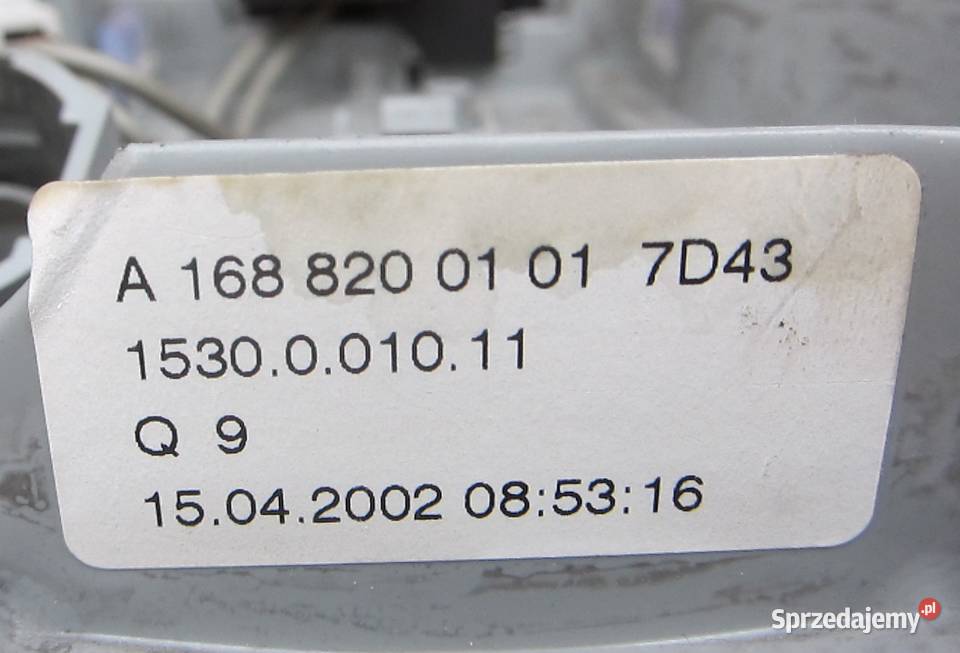 A 168 820 01 01 7D43
1530.0.010.11
Q 9
15.04.2002 08:53:16
Sprzedajemy.pl